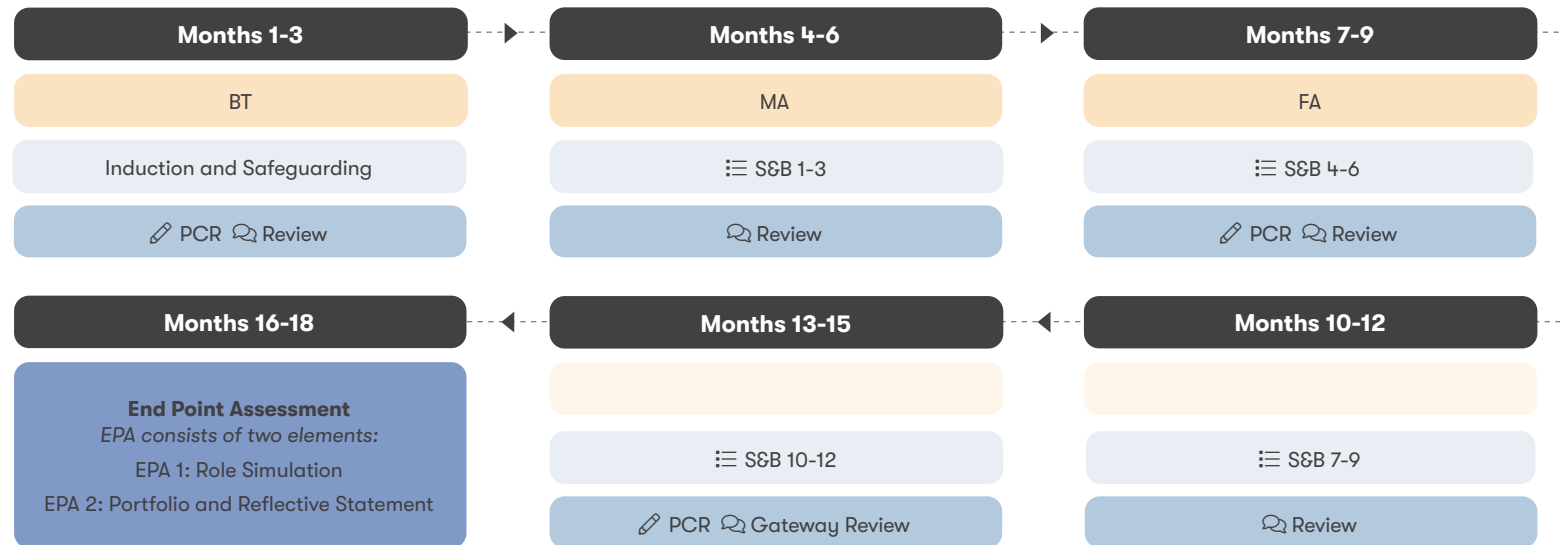 Months 1-3
Months 4-6
Months 7-9
BT
MA
FA
Induction and Safeguarding
S&B 1-3
S&B 4-6
PCR Review
Review
PCR Review
Months 16-18
Months 13-15
Months 10-12
End Point Assessment
EPA consists of two elements:
EPA 1: Role Simulation
EPA 2: Portfolio and Reflective Statement
S&B 10-12
S&B 7-9
PCR Gateway Review
Review